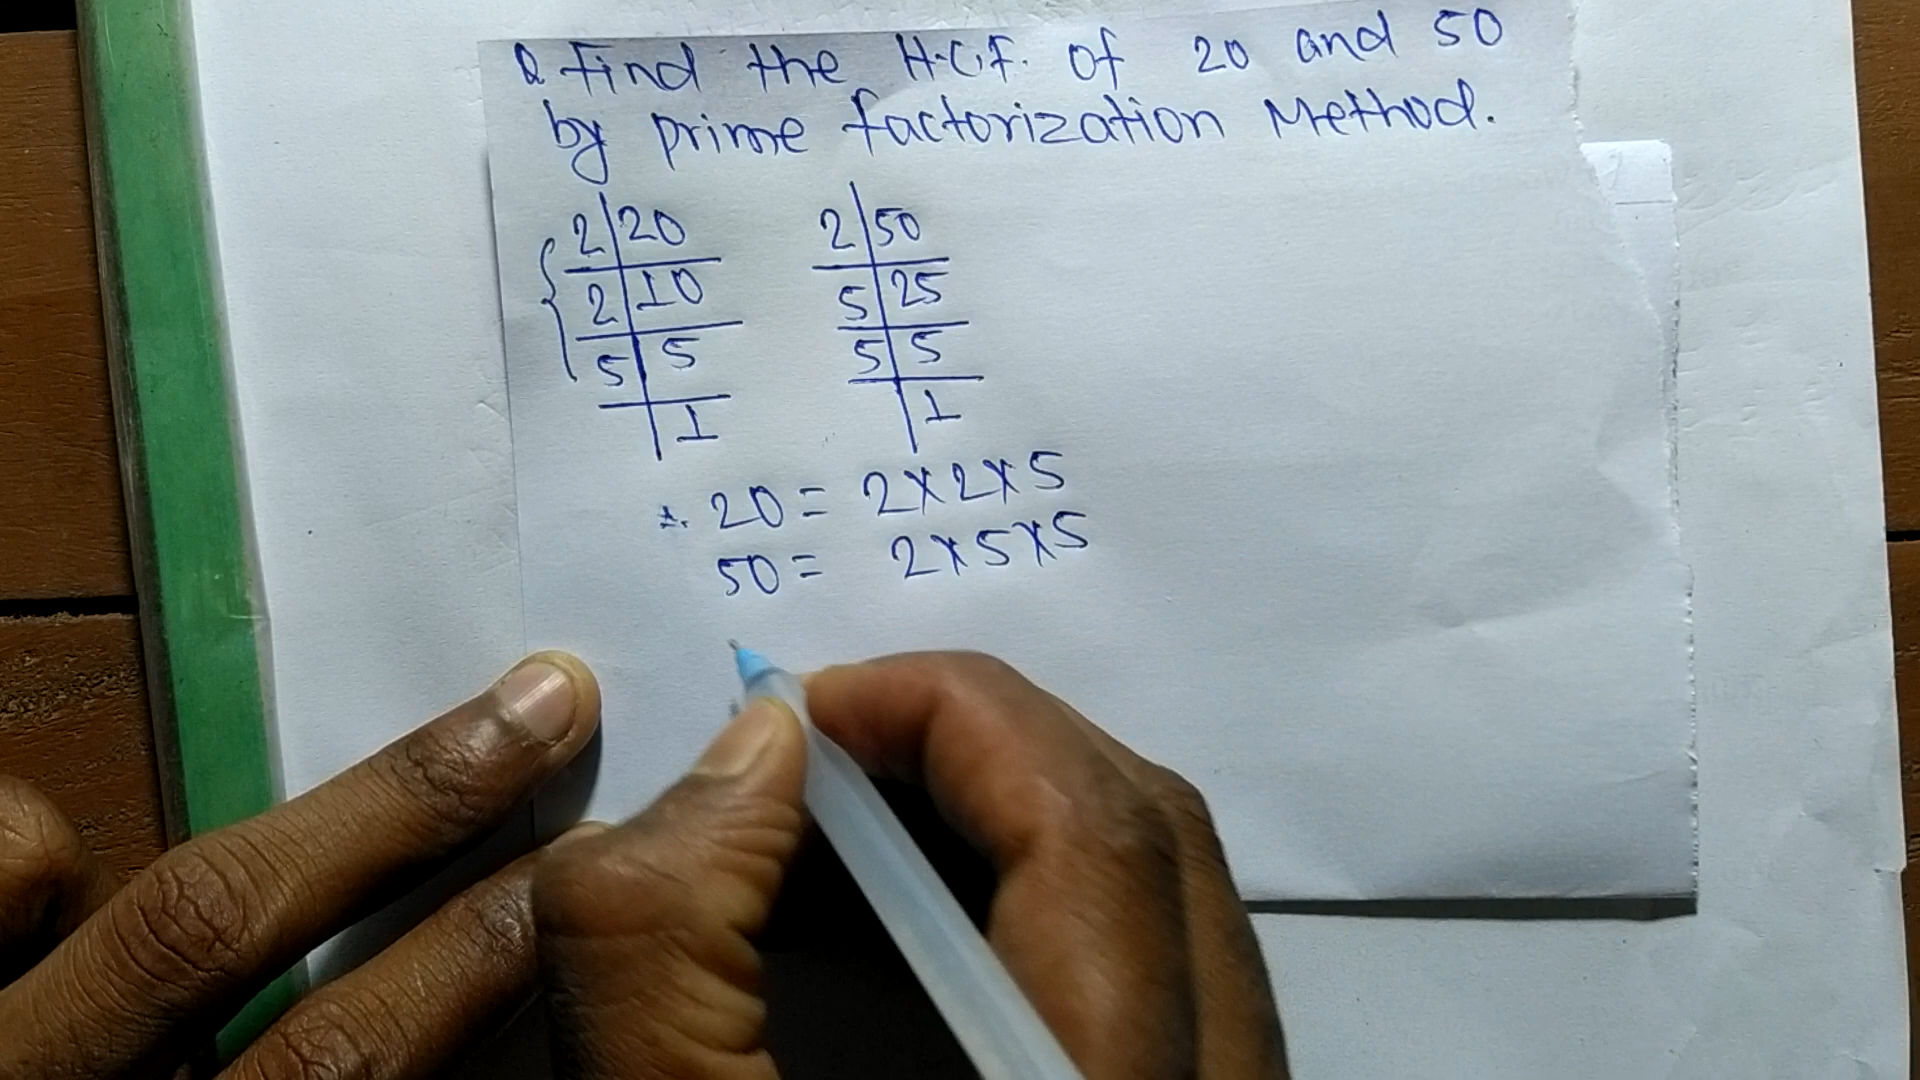 Q Find the H.C.F. of 20 and 50
by prime factorization Method.
2 | 20
2 | 10
5 | 5
1
2 | 50
5 | 25
5 | 5
1
∴ 20 = 2×2×5
50 = 2×5×5